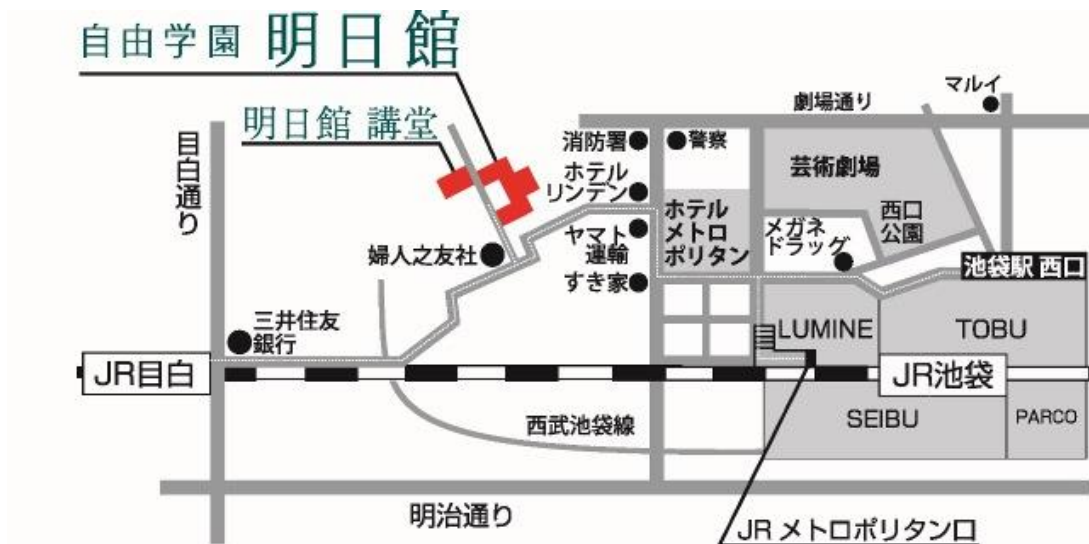 自由学園 明日館
明日館 講堂
目白通り
劇場通り
マルイ
消防署
警察
ホテル
リンデン
ホテル
メトロ
ポリタン
芸術劇場
西口
公園
メガネ
ドラッグ
ヤマト
運輸
すき家
婦人之友社
池袋駅 西口
三井住友
銀行
LUMINE
TOBU
JR目白
JR池袋
SEIBU
PARCO
西武池袋線
明治通り
JR メトロポリタン口